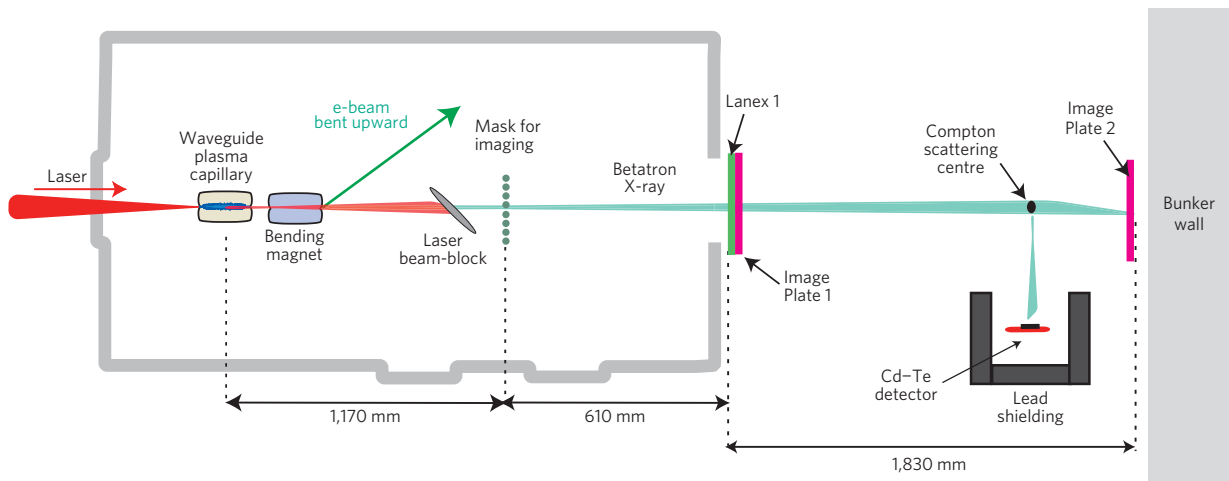 Laser
Waveguide
plasma
capillary
e-beam
bent upward
Bending
magnet
Mask for
imaging
Laser
beam-block
Betatron
X-ray
Lanex 1
Image
Plate 1
Compton
scattering
centre
Image
Plate 2
Bunker
wall
Cd–Te
detector
Lead
shielding
1,170 mm
610 mm
1,830 mm